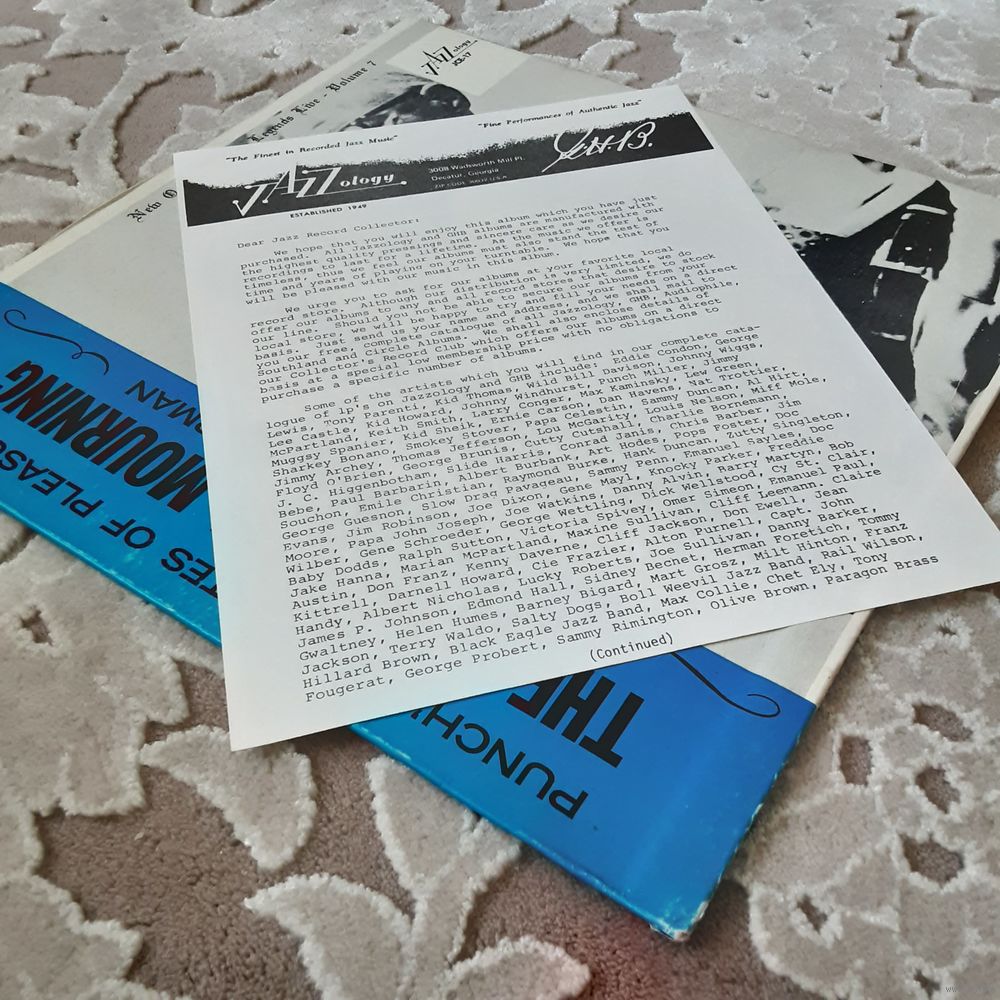 JAZZology
JCE-17
Legends Live - Volume 7
New O
"The Finest in Recorded Jazz Music"
"Fine Performances of Authentic Jazz"
JAZZology
3008 Wadsworth Mill Pl.
Decatur, Georgia
ZIP CODE 30032 U.S.A.
G.H.B.
ESTABLISHED 1949
Dear Jazz Record Collector:
We hope that you will enjoy this album which you have just
purchased. All Jazzology and GHB albums are manufactured with
the highest quality pressings and sincere care as we desire our
recordings to last for a lifetime. As the music we offer is
timeless, thus we feel our albums must also stand the test of
time and years of playing on your turntable. We hope that you
will be pleased with our music in this album.
We urge you to ask for our albums at your favorite local
record store. Although our distribution is very limited, we do
offer our albums to any and all record stores that desire to stock
our line. Should you not be able to secure our albums from your
local store, we will be happy to try and fill your needs on a direct
basis. Just send us your name and address and we shall mail to
you our free, complete catalogue of all Jazzology, GHB, Audiophile,
Southland and Circle Albums. We shall also enclose details of
our Collector's Record Club which offers our albums on a direct
basis at a special low membership price with no obligations to
purchase a specific number of albums.
Some of the artists which you will find in our complete cata-
logue of lp's on Jazzology and GHB include: Eddie Condon, George
Lewis, Tony Parenti, Kid Thomas, Wild Bill Davison, Johnny Wiggs,
Lee Castle, Keith Smith, Johnny Windhurst, Punch Miller, Jimmy
McPartland, Kid Howard, Larry Conger, Max Kaminsky, Lew Green,
Muggsy Spanier, Kid Sheik, Ernie Carson, Dan Havens, Nat Trottier,
Sharkey Bonano, Smokey Stover, Papa Celestin, Sammy Duncan, Al Hirt,
Jimmy Archey, Thomas Jefferson, Lou McGarity, Louis Nelson, Miff Mole,
Floyd O'Brien, George Brunis, Cutty Cutshall, Charlie Bornemann,
J. C. Higgenbotham, Slide Harris, Conrad Janis, Chris Barber, Jim
Bebe, Paul Barbarin, Albert Burbank, Art Hodes, Pops Foster, Doc
Souchon, Emile Christian, Raymond Burke, Hank Duncan, Zutty Singleton,
George Guesnon, Slow Drag Pavageau, Sammy Penn, Emanuel Sayles, Doc
Evans, Jim Robinson, Joe Dixon, Gene Mayl, Knocky Parker, Freddie
Moore, Papa John Joseph, Joe Watkins, Danny Alvin, Harry Martyn, Bob
Wilber, Gene Schroeder, George Wettling, Dick Wellstood, Cy St. Clair,
Baby Dodds, Ralph Sutton, Victoria Spivey, Omer Simeon, Emanuel Paul,
Jake Hanna, Marian McPartland, Maxine Sullivan, Cliff Leemann, Claire
Austin, Don Franz, Kenny Daverne, Cliff Jackson, Don Ewell, Jean
Kittrell, Darnell Howard, Cie Frazier, Alton Purnell, Capt. John
Handy, Albert Nicholas, Lucky Roberts, Joe Sullivan, Danny Barker,
James P. Johnson, Edmond Hall, Sidney Bechet, Herman Foretich, Tommy
Gwaltney, Helen Humes, Barney Bigard, Mart Grosz, Milt Hinton, Franz
Jackson, Terry Waldo, Salty Dogs, Boll Weevil Jazz Band, Rail Wilson,
Hillard Brown, Black Eagle Jazz Band, Max Collie, Chet Ely, Tony
Fougerat, George Probert, Sammy Rimington, Olive Brown, Paragon Brass
(Continued)
PUNCH
TES OF PLEAS
RMAN
THE
MOURNING